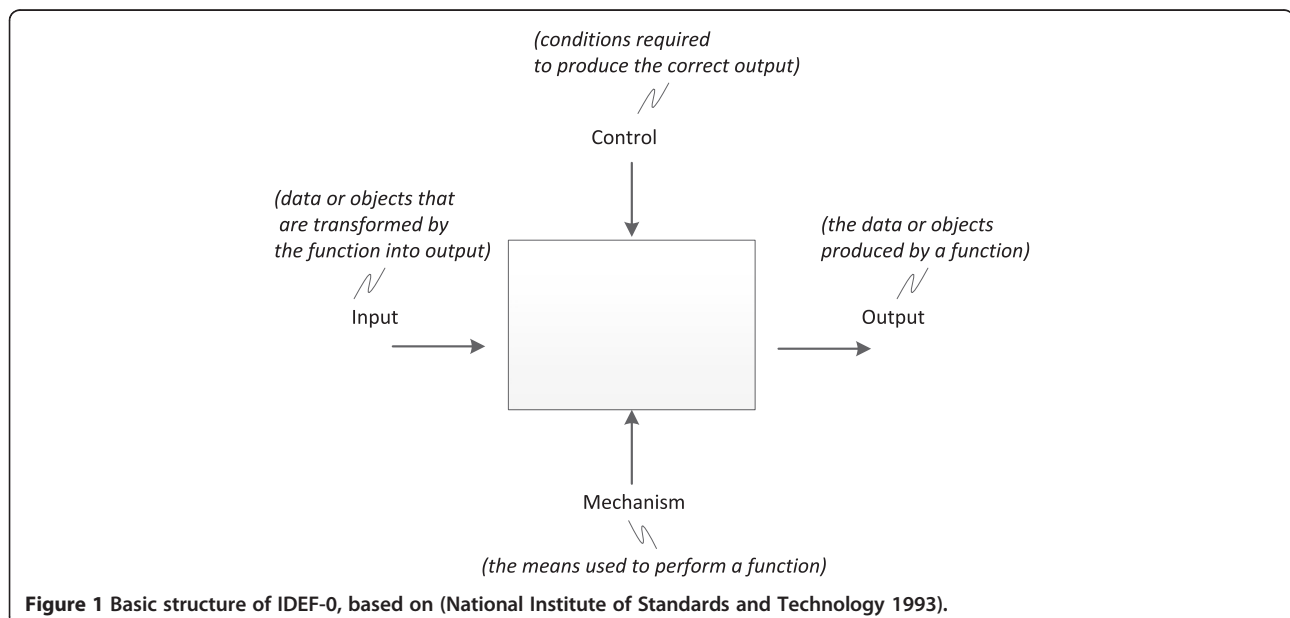 (conditions required
to produce the correct output)
Control
(data or objects that
are transformed by
the function into output)
Input
(the data or objects
produced by a function)
Output
Mechanism
(the means used to perform a function)
Figure 1 Basic structure of IDEF-0, based on (National Institute of Standards and Technology 1993).